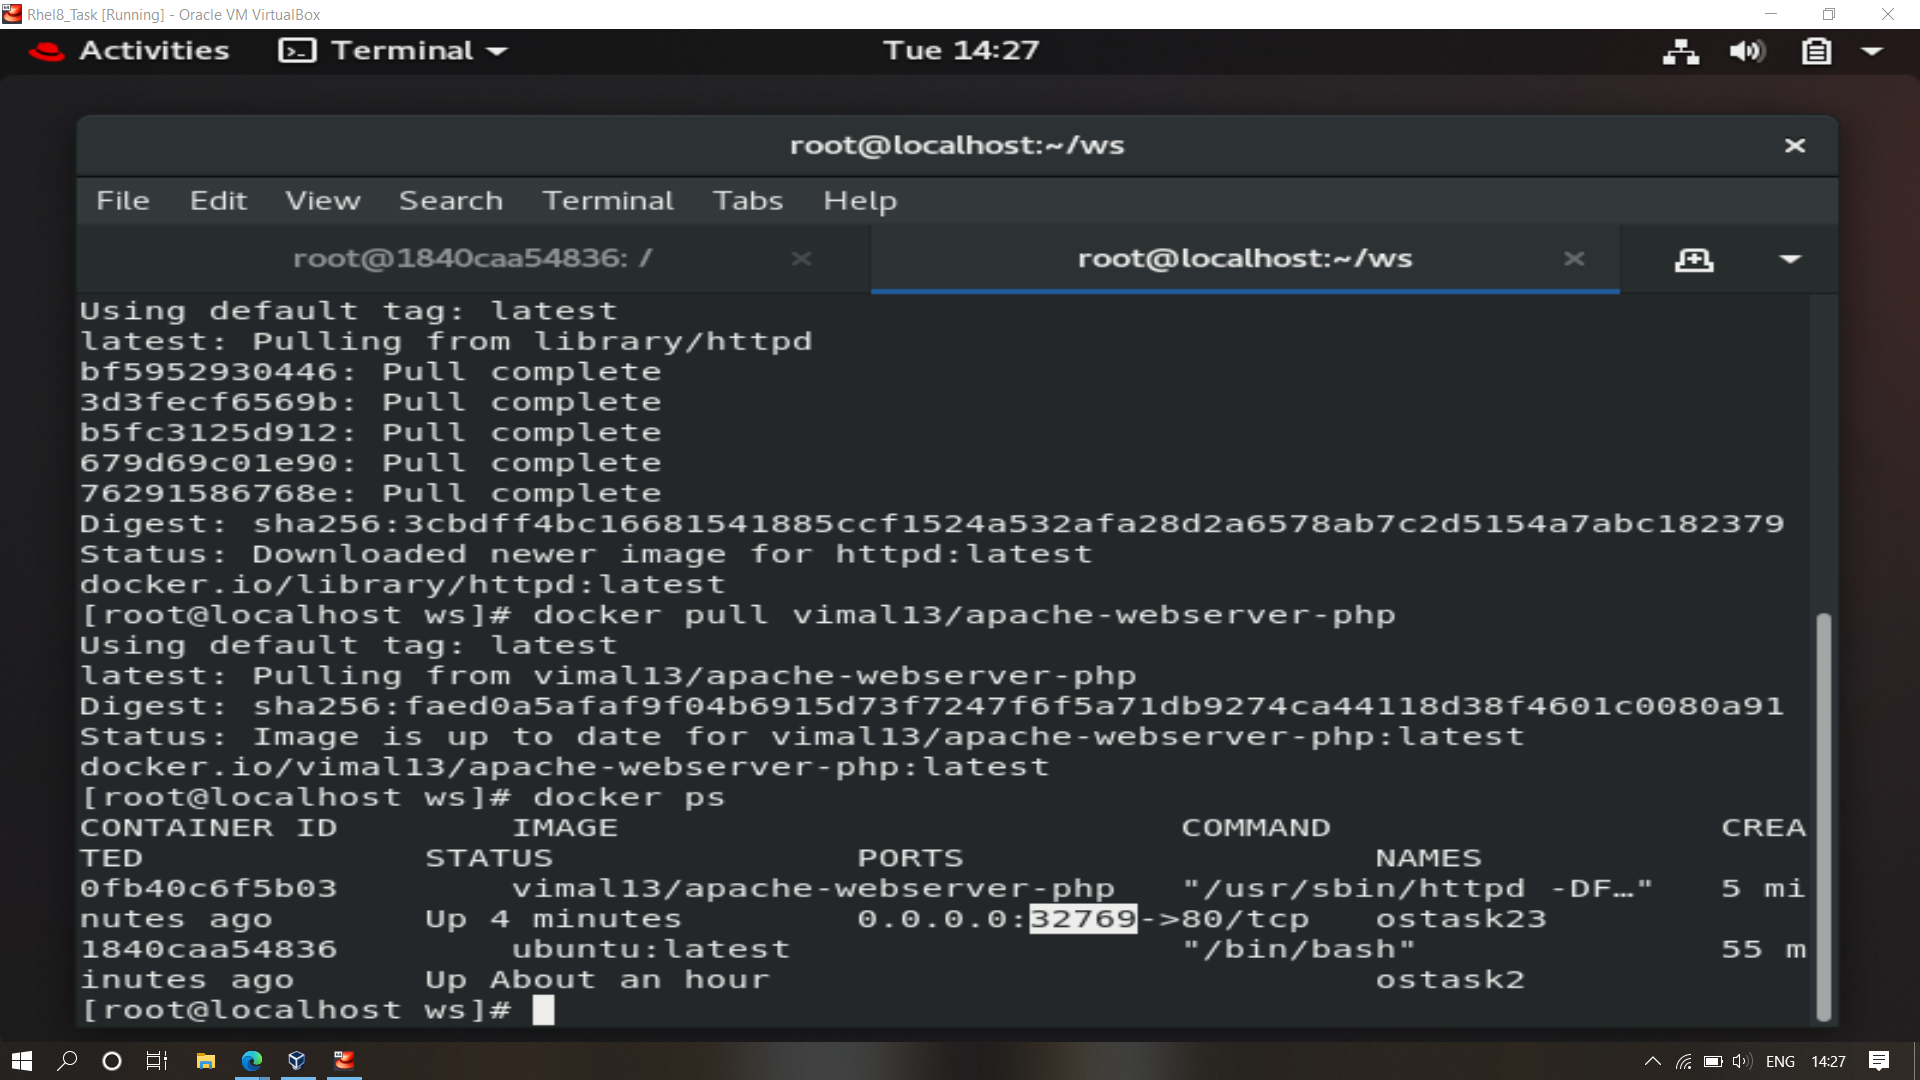 Rhel8_Task [Running] - Oracle VM VirtualBox
Activities Terminal Tue 14:27
root@localhost:~/ws
File Edit View Search Terminal Tabs Help
root@1840caa54836: / root@localhost:~/ws
Using default tag: latest
latest: Pulling from library/httpd
bf5952930446: Pull complete
3d3fecf6569b: Pull complete
b5fc3125d912: Pull complete
679d69c01e90: Pull complete
76291586768e: Pull complete
Digest: sha256:3cbdff4bc16681541885ccf1524a532afa28d2a6578ab7c2d5154a7abc182379
Status: Downloaded newer image for httpd:latest
docker.io/library/httpd:latest
[root@localhost ws]# docker pull vimal13/apache-webserver-php
Using default tag: latest
latest: Pulling from vimal13/apache-webserver-php
Digest: sha256:faed0a5afaf9f04b6915d73f7247f6f5a71db9274ca44118d38f4601c0080a91
Status: Image is up to date for vimal13/apache-webserver-php:latest
docker.io/vimal13/apache-webserver-php:latest
[root@localhost ws]# docker ps
CONTAINER ID IMAGE COMMAND CREA
TED STATUS PORTS NAMES
0fb40c6f5b03 vimal13/apache-webserver-php "/usr/sbin/httpd -DF…" 5 mi
nutes ago Up 4 minutes 0.0.0.0:32769->80/tcp ostask23
1840caa54836 ubuntu:latest "/bin/bash" 55 m
inutes ago Up About an hour ostask2
[root@localhost ws]#
ENG 14:27